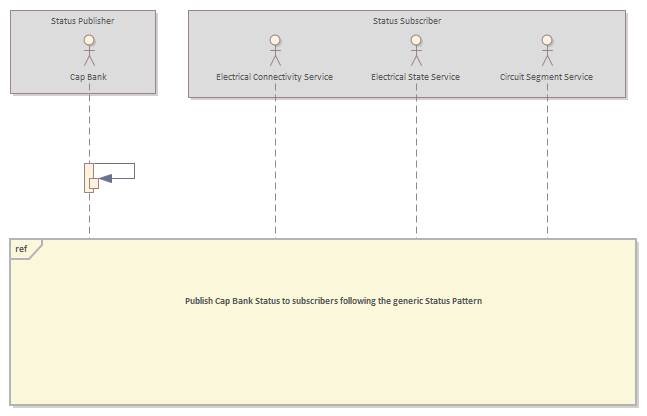 Status Publisher
Status Subscriber
Cap Bank
Electrical Connectivity Service
Electrical State Service
Circuit Segment Service
ref
Publish Cap Bank Status to subscribers following the generic Status Pattern